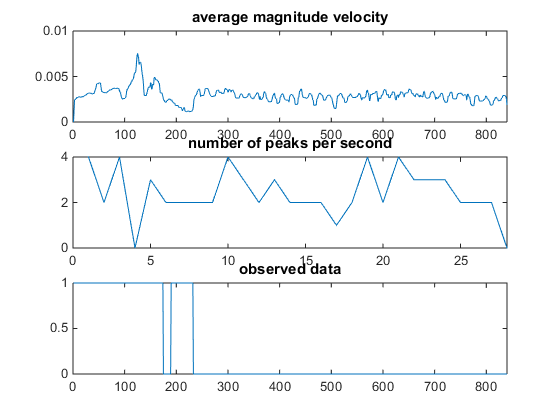 average magnitude velocity
0.01
0.005
0
0 100 200 300 400 500 600 700 800
number of peaks per second
4
2
0
0 5 10 15 20 25
observed data
1
0.5
0
0 100 200 300 400 500 600 700 800